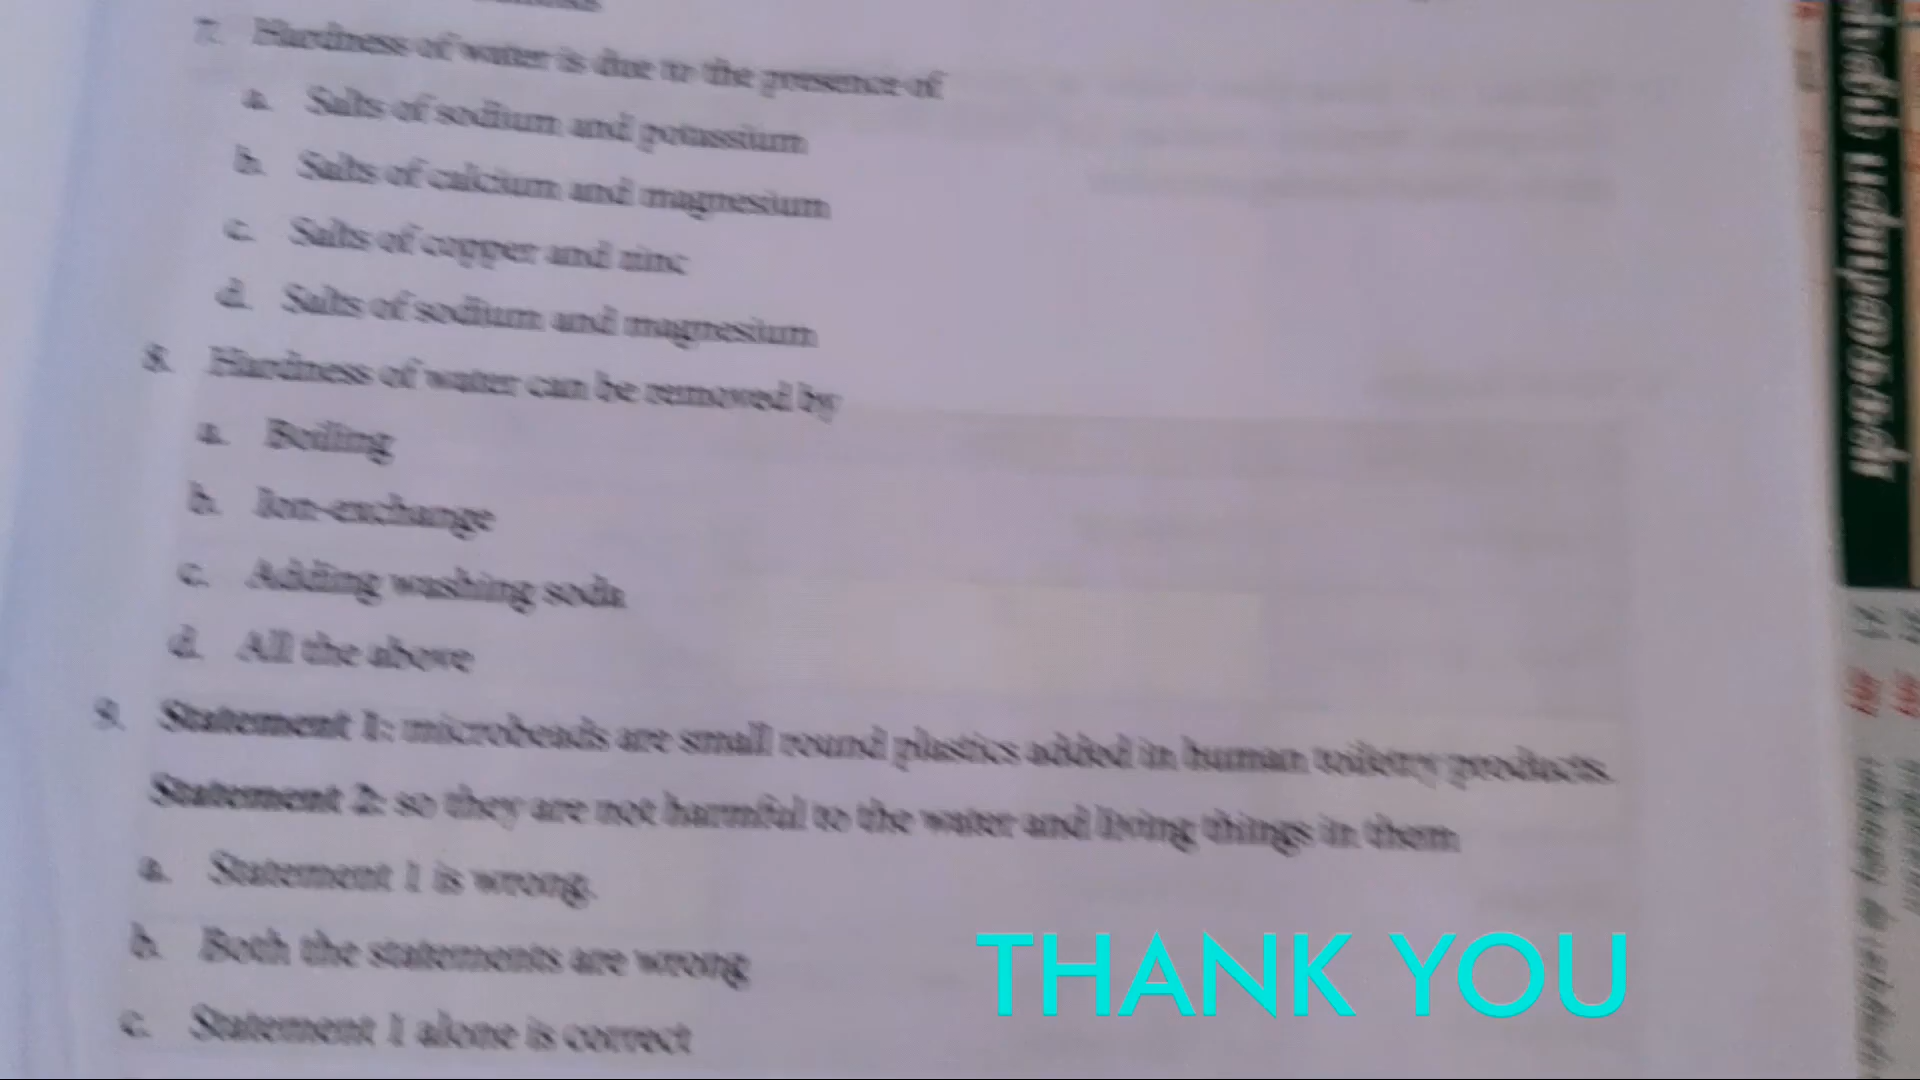 7. Hardness of water is due to the presence of
a. Salts of sodium and potassium
b. Salts of calcium and magnesium
c. Salts of copper and zinc
d. Salts of sodium and magnesium
8. Hardness of water can be removed by
a. Boiling
b. Ion-exchange
c. Adding washing soda
d. All the above
9. Statement 1: microbeads are small round plastics added in human toiletry products.
Statement 2: so they are not harmful to the water and living things in them
a. Statement 1 is wrong.
b. Both the statements are wrong
c. Statement 1 alone is correct
THANK YOU